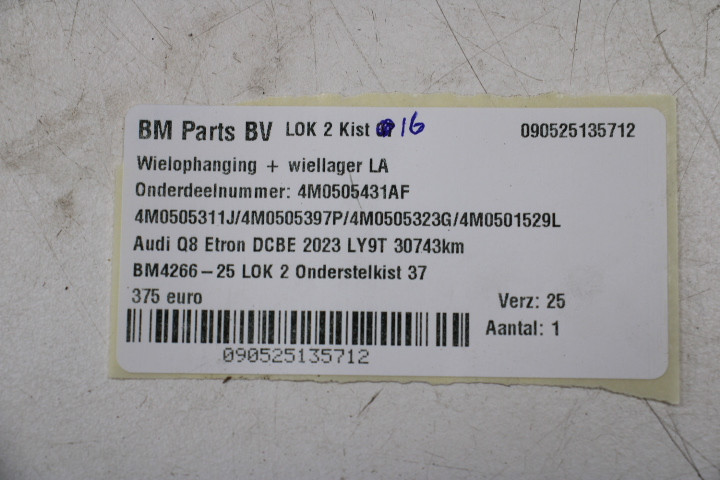 BM Parts BV LOK 2 Kist 16 090525135712
Wielophanging + wiellager LA
Onderdeelnummer: 4M0505431AF
4M0505311J/4M0505397P/4M0505323G/4M0501529L
Audi Q8 Etron DCBE 2023 LY9T 30743km
BM4266-25 LOK 2 Onderstelkist 37
375 euro Verz: 25
Aantal: 1
090525135712